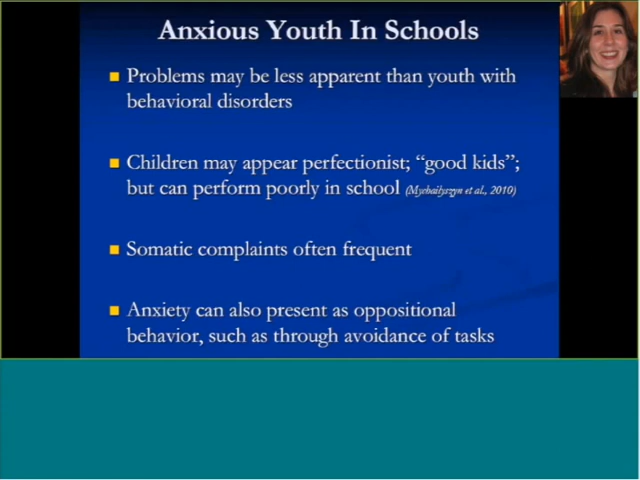 Anxious Youth In Schools
Problems may be less apparent than youth with
behavioral disorders
Children may appear perfectionist; “good kids”;
but can perform poorly in school (Mychailyszyn et al., 2010)
Somatic complaints often frequent
Anxiety can also present as oppositional
behavior, such as through avoidance of tasks